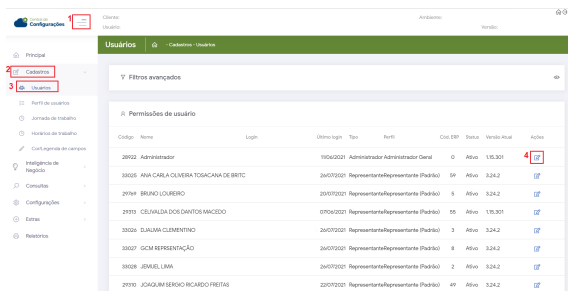 Central de
Configurações
1
Cliente:
Ambiente:
Usuário:
Versão:
Usuários - Cadastros - Usuários
Principal
2 Cadastros
3 Usuários
Perfil de usuários
Jornada de trabalho
Horários de trabalho
Conf.legenda de campos
Inteligência de
Negócio
Consultas
Configurações
Extras
Relatórios
Filtros avançados
Permissões de usuário
Código Nome Login Último login Tipo Perfil Cód. ERP Status Versão Atual Ações
28922 Administrador 11/06/2021 Administrador Administrador Geral 0 Ativo 1.15.301 4
33025 ANA CARLA OLIVEIRA TOSACANA DE BRITO 26/07/2021 Representante Representante (Padrão) 59 Ativo 3.24.2
29769 BRUNO LOUREIRO 20/07/2021 Representante Representante (Padrão) 5 Ativo 3.24.2
29313 CELIVALDA DOS DANTOS MACEDO 07/06/2021 Representante Representante (Padrão) 55 Ativo 1.15.301
33026 DJALMA CLEMENTINO 26/07/2021 Representante Representante (Padrão) 3 Ativo 3.24.2
33027 GCM REPRSENTAÇÃO 26/07/2021 Representante Representante (Padrão) 8 Ativo 3.24.2
33028 JEMUEL LIMA 26/07/2021 Representante Representante (Padrão) 2 Ativo 3.24.2
29310 JOAQUIM SERGIO RICARDO FREITAS 22/07/2021 Representante Representante (Padrão) 49 Ativo 3.24.2